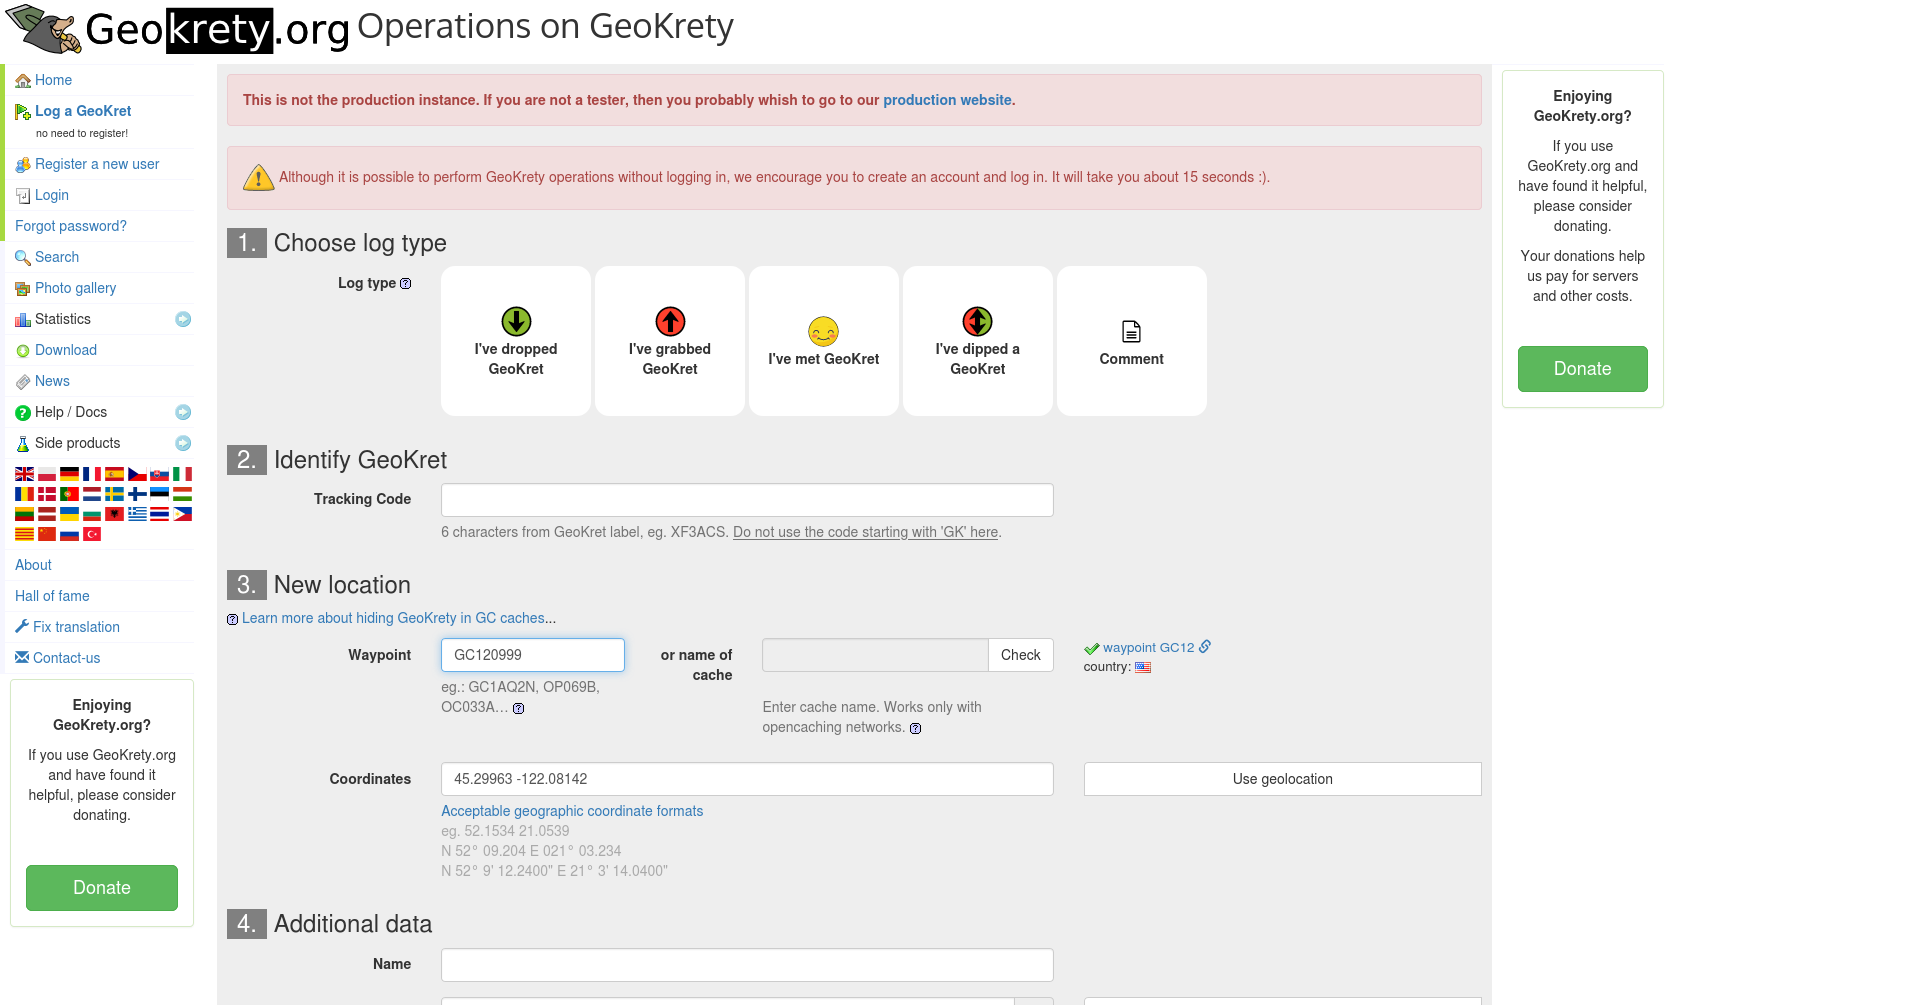 Geokrety.org Operations on GeoKrety
Home
Log a GeoKret
no need to register!
Register a new user
Login
Forgot password?
Search
Photo gallery
Statistics
Download
News
Help / Docs
Side products
About
Hall of fame
Fix translation
Contact-us
Enjoying
GeoKrety.org?
If you use GeoKrety.org
and have found it
helpful, please consider
donating.
Donate
This is not the production instance. If you are not a tester, then you probably whish to go to our production website.
Although it is possible to perform GeoKrety operations without logging in, we encourage you to create an account and log in. It will take you about 15 seconds :).
1. Choose log type
Log type ?
I've dropped
GeoKret
I've grabbed
GeoKret
I've met GeoKret
I've dipped a
GeoKret
Comment
2. Identify GeoKret
Tracking Code
6 characters from GeoKret label, eg. XF3ACS. Do not use the code starting with 'GK' here.
3. New location
? Learn more about hiding GeoKrety in GC caches...
Waypoint
GC120999
eg.: GC1AQ2N, OP069B,
OC033A… ?
or name of
cache
Check
Enter cache name. Works only with
opencaching networks. ?
waypoint GC12
country:
Coordinates
45.29963 -122.08142
Use geolocation
Acceptable geographic coordinate formats
eg. 52.1534 21.0539
N 52° 09.204 E 021° 03.234
N 52° 9' 12.2400" E 21° 3' 14.0400"
4. Additional data
Name
Enjoying
GeoKrety.org?
If you use
GeoKrety.org and
have found it helpful,
please consider
donating.
Your donations help
us pay for servers
and other costs.
Donate